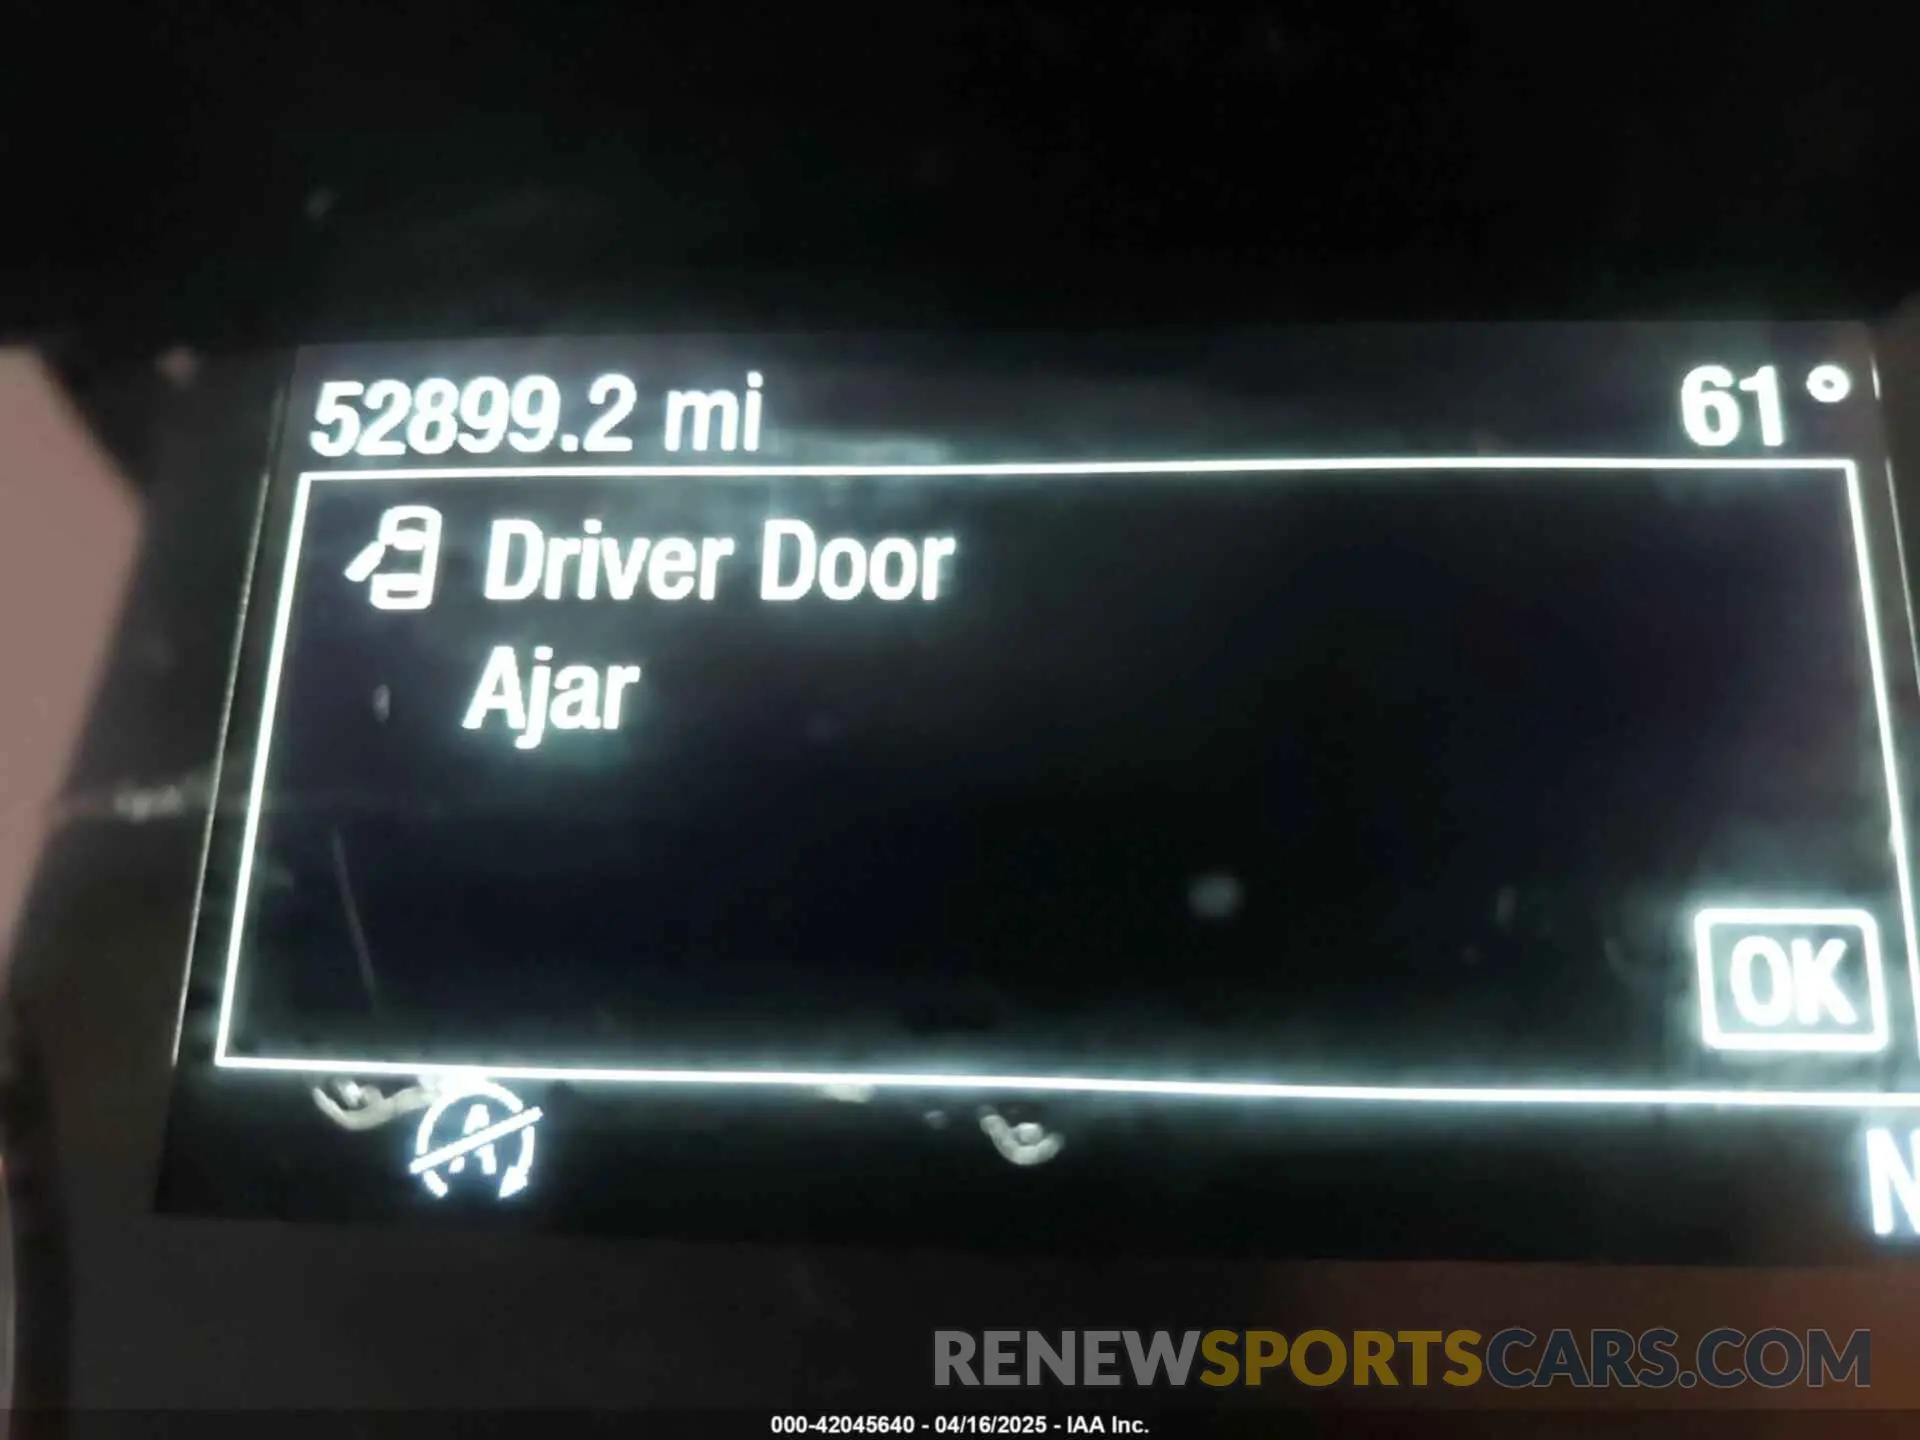 52899.2 mi 61°
Driver Door
Ajar
OK
A
N
RENEWSPORTSCARS.COM
000-42045640 - 04/16/2025 - IAA Inc.